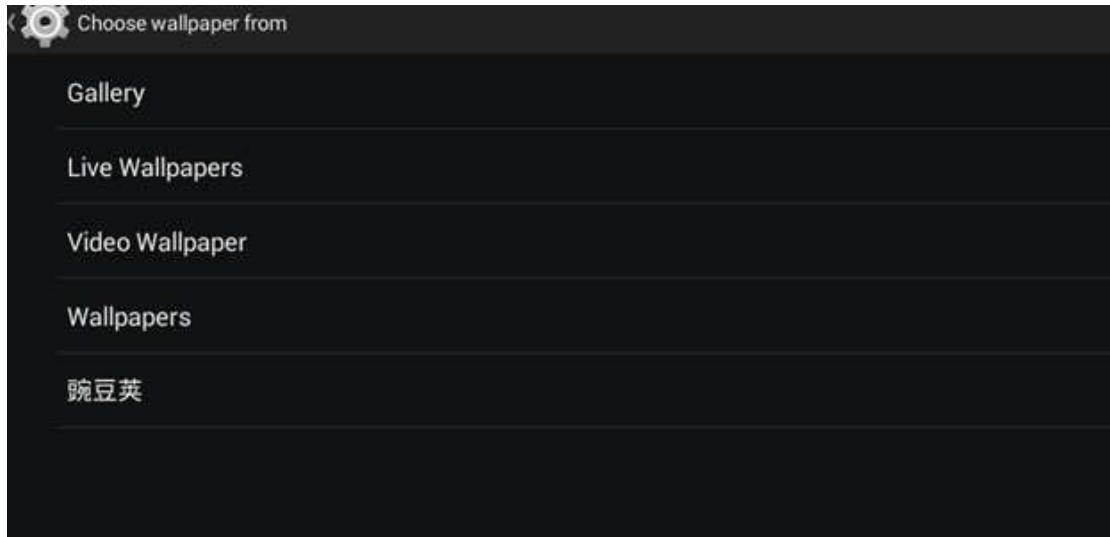 Choose wallpaper from
Gallery
Live Wallpapers
Video Wallpaper
Wallpapers
豌豆荚